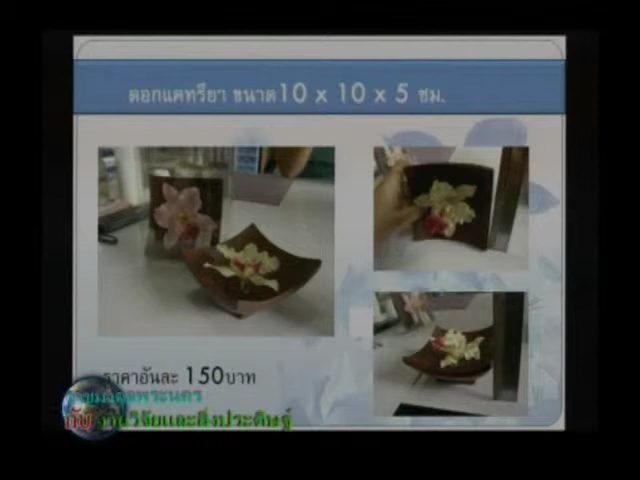 ดอกแคทรียา ขนาด 10 x 10 x 5 ซม.
ราคาอันละ 150บาท
ราชมงคลพระนคร
กับ งานวิจัยและสิ่งประดิษฐ์